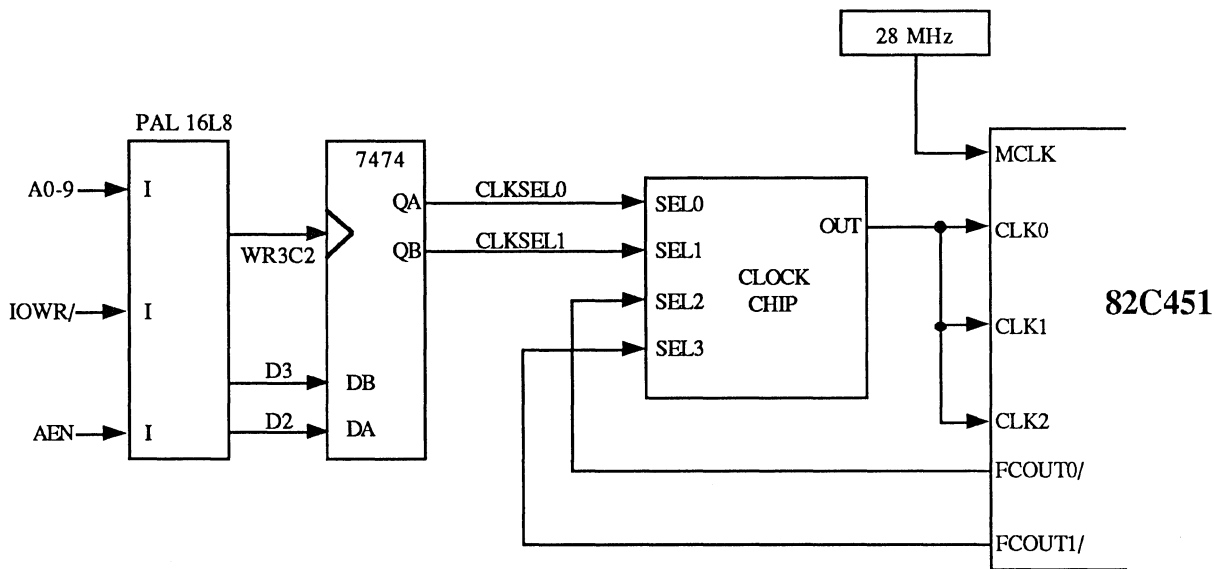 28 MHz
PAL 16L8
7474
MCLK
A0-9
I
QA
CLKSEL0
SEL0
OUT
CLK0
WR3C2
QB
CLKSEL1
SEL1
CLOCK
CHIP
IOWR/
I
SEL2
82C451
SEL3
CLK1
D3
DB
AEN
I
D2
DA
CLK2
FCOUT0/
FCOUT1/